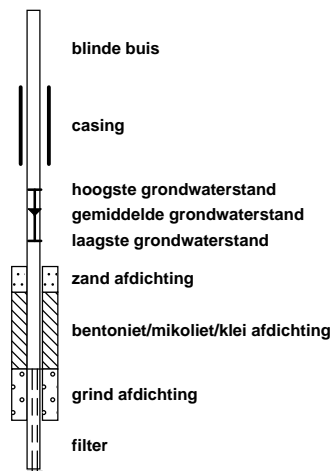 blinde buis
casing
hoogste grondwaterstand
gemiddelde grondwaterstand
laagste grondwaterstand
zand afdichting
bentoniet/mikoliet/klei afdichting
grind afdichting
filter